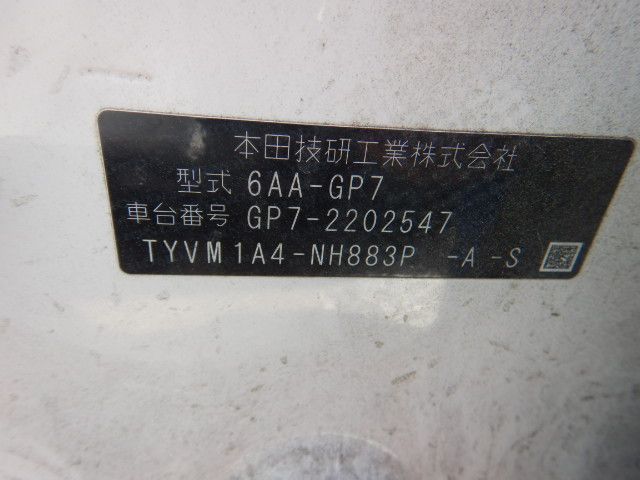 本田技研工業株式会社
型式 6AA-GP7
車台番号 GP7-2202547
TYVM1A4-NH883P -A -S